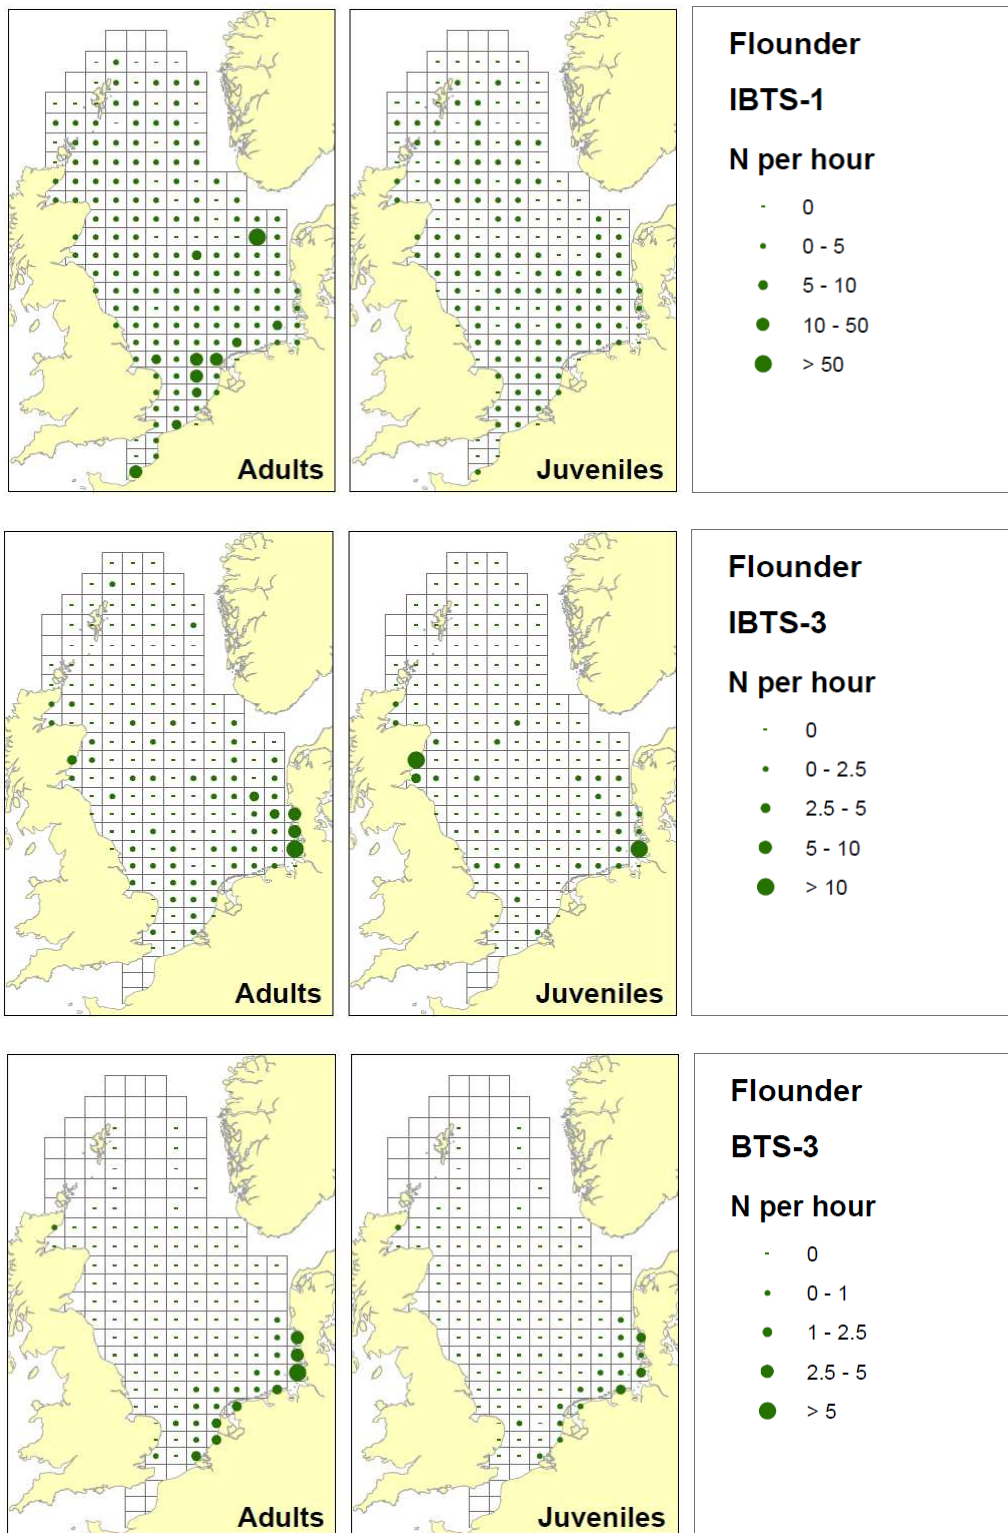 Adults
Juveniles
Flounder
IBTS-1
N per hour
- 0
0 - 5
5 - 10
10 - 50
> 50
Adults
Juveniles
Flounder
IBTS-3
N per hour
- 0
0 - 2.5
2.5 - 5
5 - 10
> 10
Adults
Juveniles
Flounder
BTS-3
N per hour
- 0
0 - 1
1 - 2.5
2.5 - 5
> 5